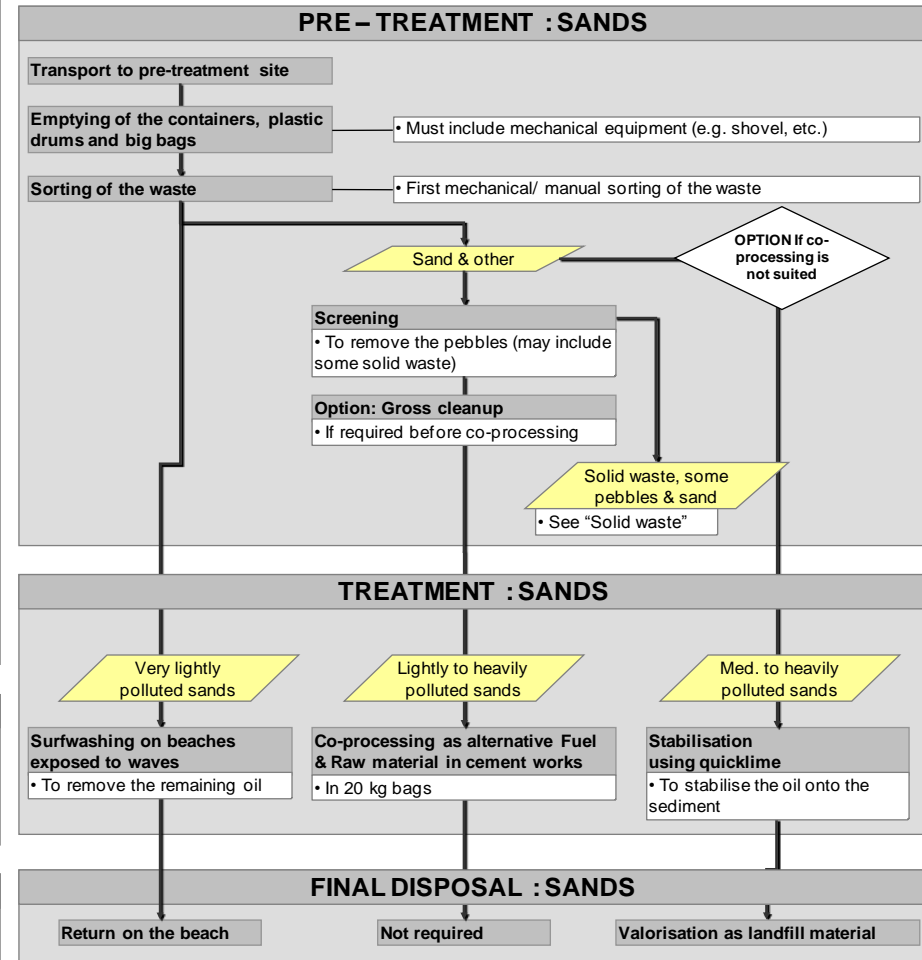 PRE – TREATMENT : SANDS
Transport to pre-treatment site
Emptying of the containers, plastic
drums and big bags
• Must include mechanical equipment (e.g. shovel, etc.)
Sorting of the waste
• First mechanical/ manual sorting of the waste
OPTION If co-
processing is
not suited
Sand & other
Screening
• To remove the pebbles (may include
some solid waste)
Option: Gross cleanup
• If required before co-processing
Solid waste, some
pebbles & sand
• See “Solid waste”
TREATMENT : SANDS
Very lightly
polluted sands
Lightly to heavily
polluted sands
Med. to heavily
polluted sands
Surfwashing on beaches
exposed to waves
• To remove the remaining oil
Co-processing as alternative Fuel
& Raw material in cement works
• In 20 kg bags
Stabilisation
using quicklime
• To stabilise the oil onto the
sediment
FINAL DISPOSAL : SANDS
Return on the beach
Not required
Valorisation as landfill material